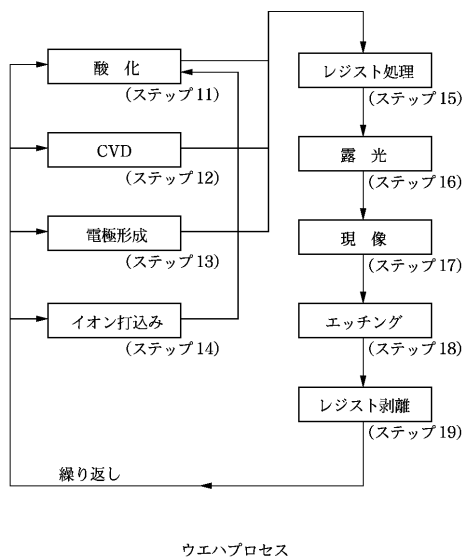 酸 化
(ステップ 11)
CVD
(ステップ 12)
電極形成
(ステップ 13)
イオン打込み
(ステップ 14)
レジスト処理
(ステップ 15)
露 光
(ステップ 16)
現 像
(ステップ 17)
エッチング
(ステップ 18)
レジスト剥離
(ステップ 19)
繰り返し
ウエハプロセス